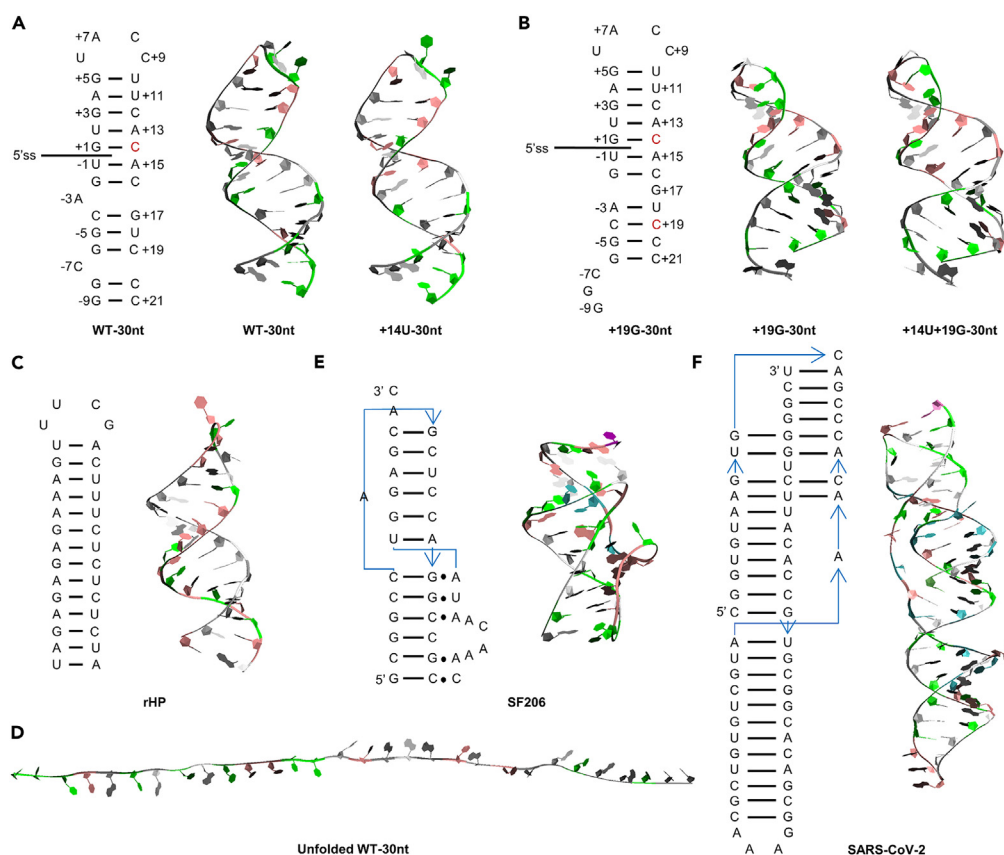 A
+7A C
U C+9
+5G U
A U+11
+3G C
U A+13
+1G C
5'ss
-1U A+15
G C
-3A
C G+17
-5G U
G C+19
-7C
G C
-9G C+21
WT-30nt WT-30nt +14U-30nt
B
+7A C
U C+9
+5G U
A U+11
+3G C
U A+13
+1G C
5'ss
-1U A+15
G C
G+17
-3A U
C C+19
-5G C
G C+21
-7C
G
-9G
+19G-30nt +19G-30nt +14U+19G-30nt
C
U C
U G
U A
G C
A U
A U
A U
G C
A U
G C
A U
G C
A U
G C
A U
U A
rHP
E
3' C
A
C G
G C
A U
G C
A
G C
U A
C G • A
C G • U
G C • A A C
G C A
C G • A A
5'G C • C
SF206
D
Unfolded WT-30nt
F
C
3'U A
C G
G C
G C
G G C
U G A
G U C
A C A
A U
U A
G C A
U A
G C
G C
5'C G
A U
U G
G C
C G
U G
G C
U A
G C
U A
C G
G C
C G
A G
A A
SARS-CoV-2